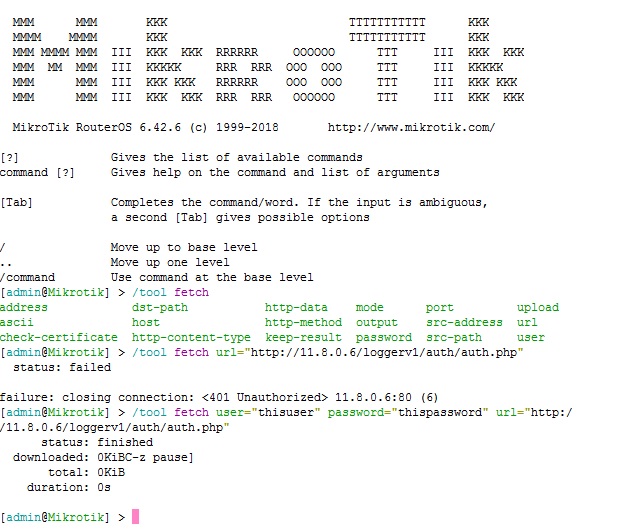 MMM      MMM       KKK                          TTTTTTTTTTT      KKK
MMMM    MMMM       KKK                          TTTTTTTTTTT      KKK
MMM MMMM MMM  III  KKK  KKK  RRRRRR     OOOOOO      TTT     III  KKK  KKK
MMM  MM  MMM  III  KKKKK     RRR  RRR  OOO  OOO     TTT     III  KKKKK
MMM      MMM  III  KKK KKK   RRRRRR    OOO  OOO     TTT     III  KKK KKK
MMM      MMM  III  KKK  KKK  RRR  RRR   OOOOOO      TTT     III  KKK  KKK
MikroTik RouterOS 6.42.6 (c) 1999-2018       http://www.mikrotik.com/
[?]             Gives the list of available commands
command [?]     Gives help on the command and list of arguments
[Tab]           Completes the command/word. If the input is ambiguous,
a second [Tab] gives possible options
/               Move up to base level
..              Move up one level
/command        Use command at the base level
[admin@Mikrotik] > /tool fetch
address            dst-path           http-data    mode      port         upload
ascii              host               http-method  output    src-address  url
check-certificate  http-content-type  keep-result  password  src-path     user
[admin@Mikrotik] > /tool fetch url="http://11.8.0.6/loggerv1/auth/auth.php"
status: failed
failure: closing connection: <401 Unauthorized> 11.8.0.6:80 (6)
[admin@Mikrotik] > /tool fetch user="thisuser" password="thispassword" url="http:/
/11.8.0.6/loggerv1/auth/auth.php"
status: finished
downloaded: 0KiBC-z pause]
total: 0KiB
duration: 0s
[admin@Mikrotik] >